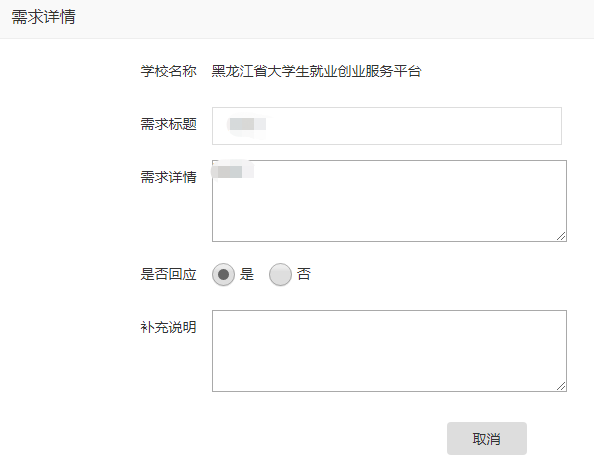 需求详情
学校名称 黑龙江省大学生就业创业服务平台
需求标题
需求详情
是否回应 是 否
补充说明
取消